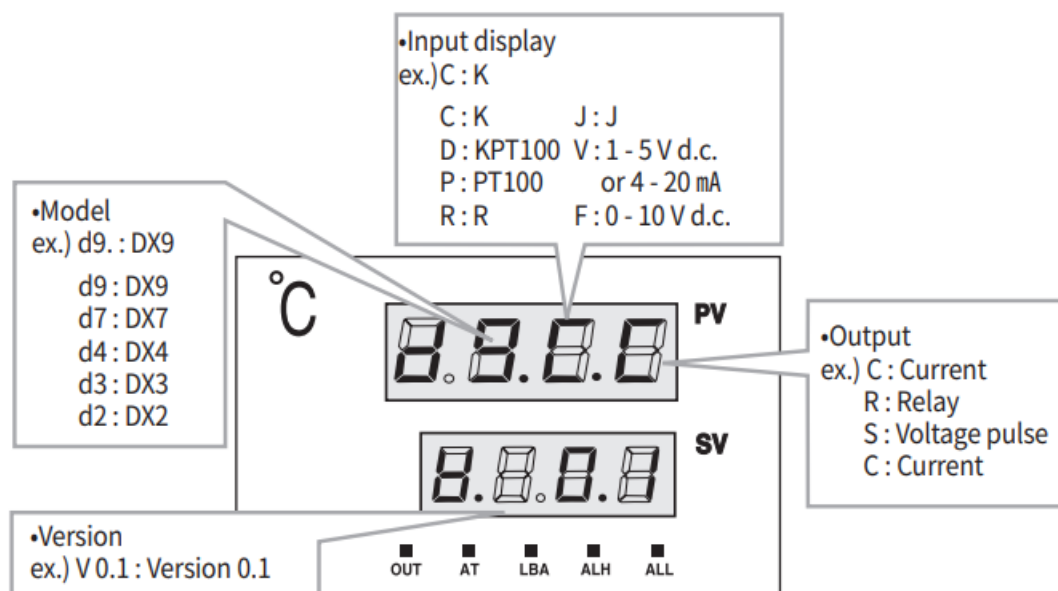 •Input display
ex.)C : K
C : K J : J
D : KPT100 V : 1 - 5 V d.c.
P : PT100 or 4 - 20 ㎃
R : R F : 0 - 10 V d.c.
•Model
ex.) d9. : DX9
d9 : DX9
d7 : DX7
d4 : DX4
d3 : DX3
d2 : DX2
°C
d9.C.C
PV
•Output
ex.) C : Current
R : Relay
S : Voltage pulse
C : Current
SV
•Version
ex.) V 0.1 : Version 0.1
OUT AT LBA ALH ALL